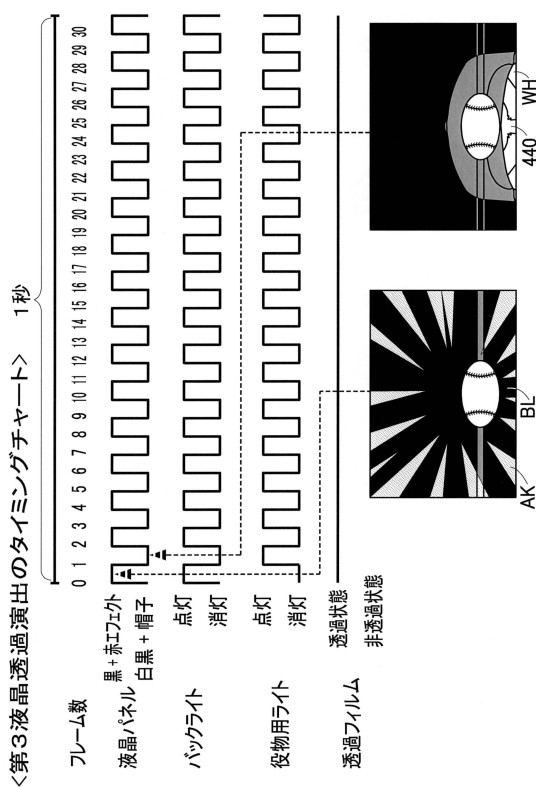 <第3液晶透過演出のタイミングチャート>
1秒
フレーム数
0 1 2 3 4 5 6 7 8 9 10 11 12 13 14 15 16 17 18 19 20 21 22 23 24 25 26 27 28 29 30
液晶パネル
黒+赤エフェクト
白黒+帽子
バックライト
点灯
消灯
役物用ライト
点灯
消灯
透過フィルム
透過状態
非透過状態
AK
BL
440
WH